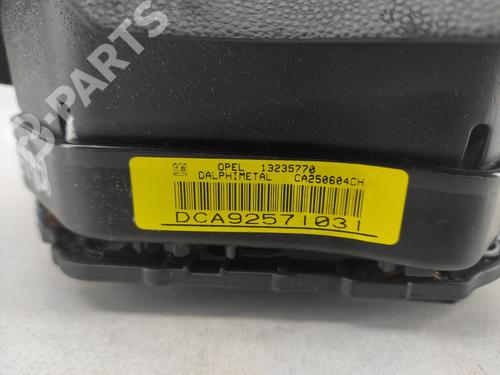 B-PARTS
OPEL 13235770
DALPHIMETAL CA250604CH
DCA92571031